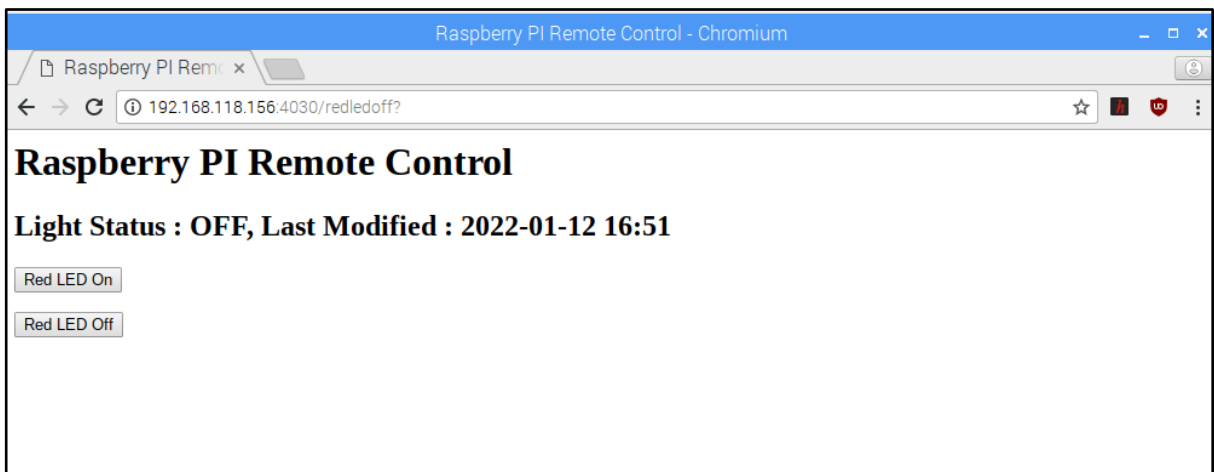 Raspberry PI Remote Control - Chromium
Raspberry PI Remo
192.168.118.156:4030/redledoff?
Raspberry PI Remote Control
Light Status : OFF, Last Modified : 2022-01-12 16:51
Red LED On
Red LED Off